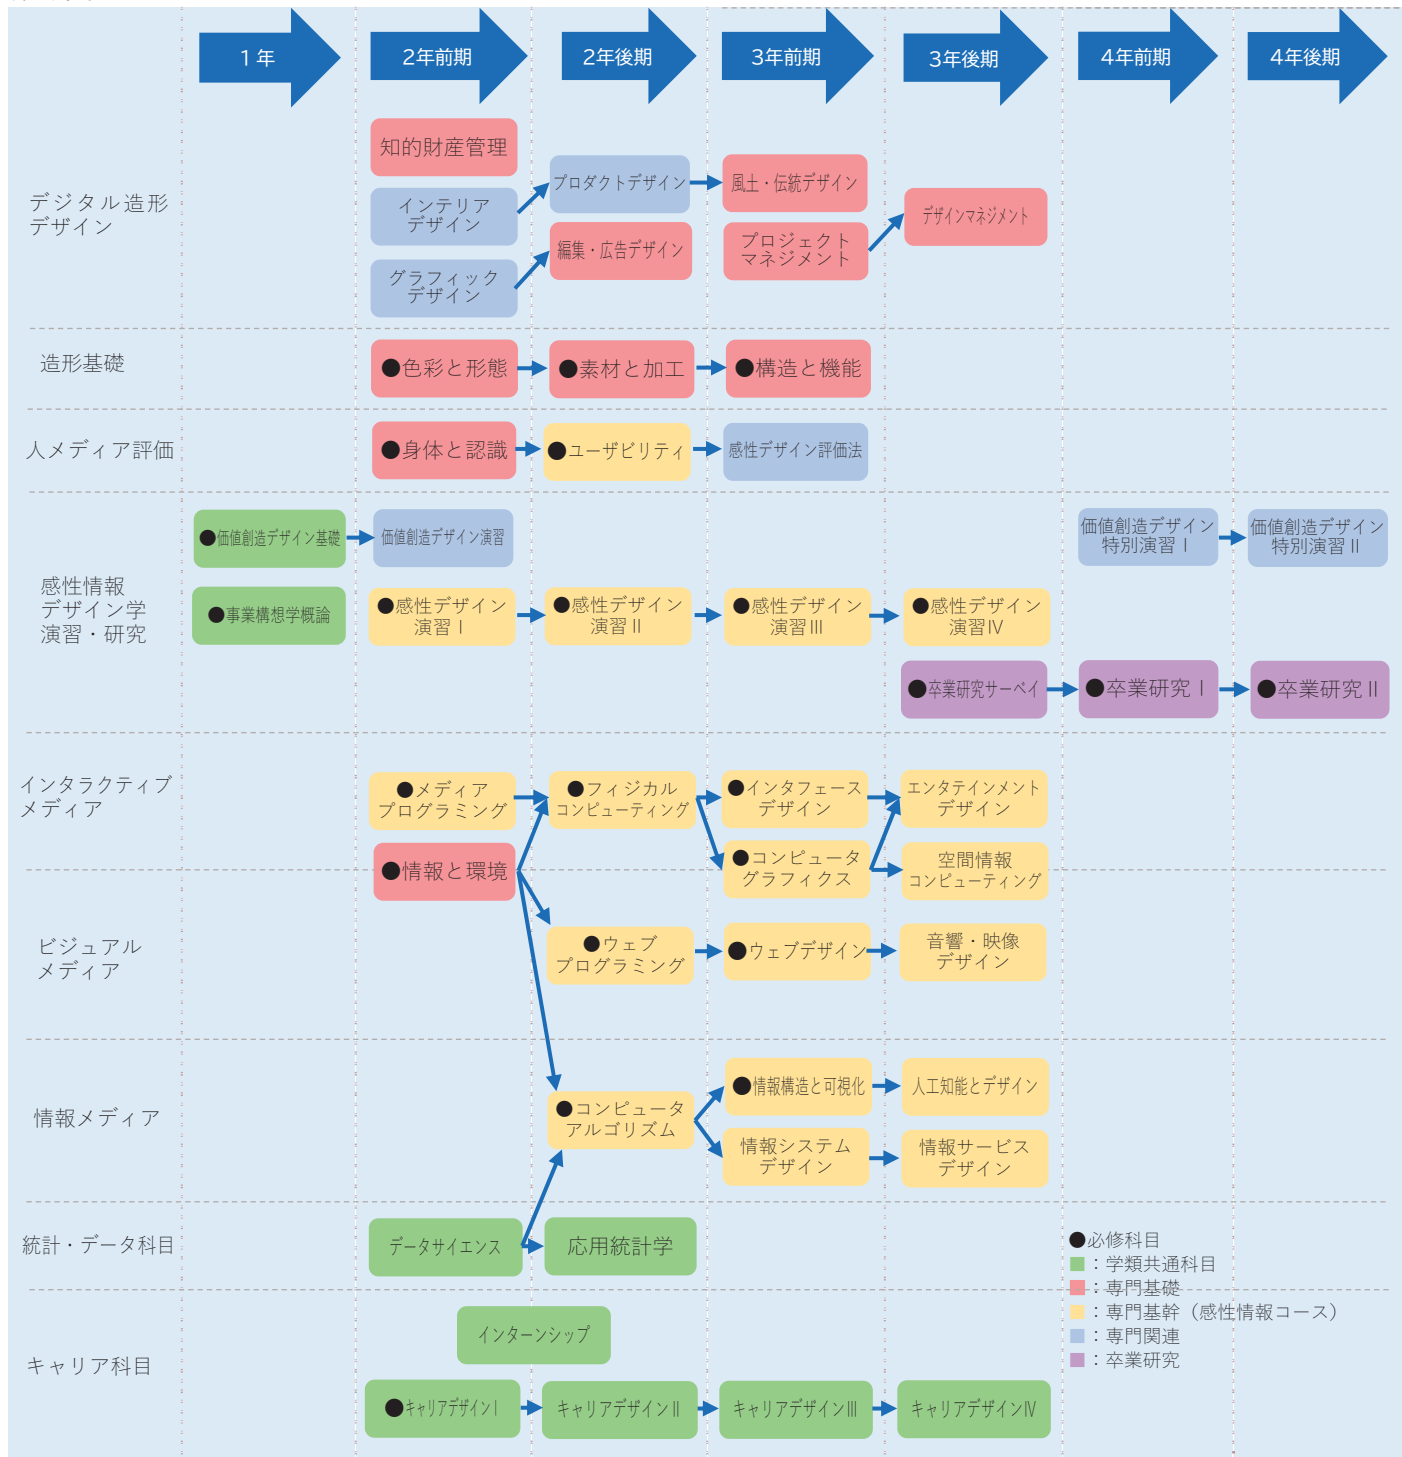 1年
2年前期
2年後期
3年前期
3年後期
4年前期
4年後期
デジタル造形
デザイン
知的財産管理
インテリア
デザイン
グラフィック
デザイン
プロダクトデザイン
編集・広告デザイン
風土・伝統デザイン
プロジェクト
マネジメント
デザインマネジメント
造形基礎
●色彩と形態
●素材と加工
●構造と機能
人メディア評価
●身体と認識
●ユーザビリティ
感性デザイン評価法
感性情報
デザイン学
演習・研究
●価値創造デザイン基礎
価値創造デザイン演習
価値創造デザイン
特別演習Ⅰ
価値創造デザイン
特別演習Ⅱ
●事業構想学概論
●感性デザイン
演習Ⅰ
●感性デザイン
演習Ⅱ
●感性デザイン
演習Ⅲ
●感性デザイン
演習Ⅳ
●卒業研究サーベイ
●卒業研究Ⅰ
●卒業研究Ⅱ
インタラクティブ
メディア
●メディア
プログラミング
●フィジカル
コンピューティング
●インタフェース
デザイン
エンタテインメント
デザイン
●情報と環境
●コンピュータ
グラフィクス
空間情報
コンピューティング
ビジュアル
メディア
●ウェブ
プログラミング
●ウェブデザイン
音響・映像
デザイン
情報メディア
●コンピュータ
アルゴリズム
●情報構造と可視化
人工知能とデザイン
情報システム
デザイン
情報サービス
デザイン
統計・データ科目
データサイエンス
応用統計学
キャリア科目
インターンシップ
●キャリアデザインⅠ
キャリアデザインⅡ
キャリアデザインⅢ
キャリアデザインⅣ
●必修科目
■：学類共通科目
■：専門基礎
■：専門基幹（感性情報コース）
■：専門関連
■：卒業研究